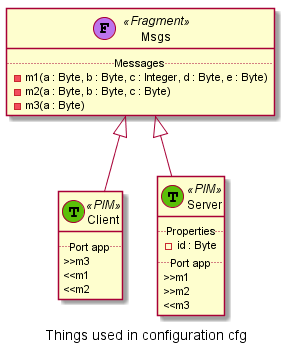 F «Fragment»
Msgs
Messages
m1(a : Byte, b : Byte, c : Integer, d : Byte, e : Byte)
m2(a : Byte, b : Byte, c : Byte)
m3(a : Byte)
T «PIM»
Client
Port app
>>m3
<<m1
<<m2
T «PIM»
Server
Properties
id : Byte
Port app
>>m1
>>m2
<<m3
Things used in configuration cfg